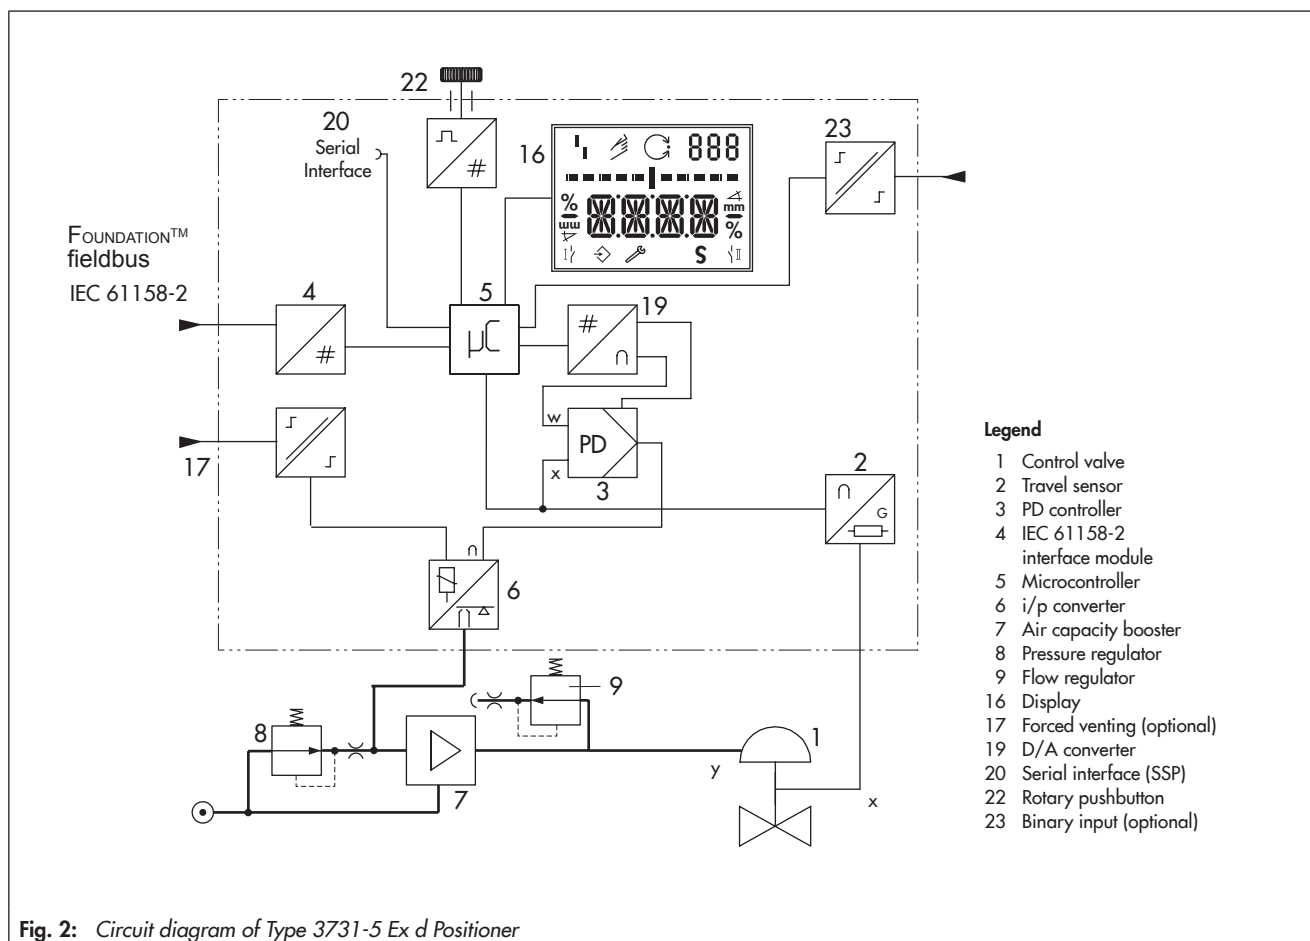 22
20
Serial
Interface
#
16
888
%
mm
mm
%
I
S
II
23
FOUNDATION™
fieldbus
IEC 61158-2
4
#
5
µC
#
19
w
PD
x
3
17
2
G
6
9
8
7
y
1
x
Legend
1 Control valve
2 Travel sensor
3 PD controller
4 IEC 61158-2
interface module
5 Microcontroller
6 i/p converter
7 Air capacity booster
8 Pressure regulator
9 Flow regulator
16 Display
17 Forced venting (optional)
19 D/A converter
20 Serial interface (SSP)
22 Rotary pushbutton
23 Binary input (optional)
Fig. 2: Circuit diagram of Type 3731-5 Ex d Positioner